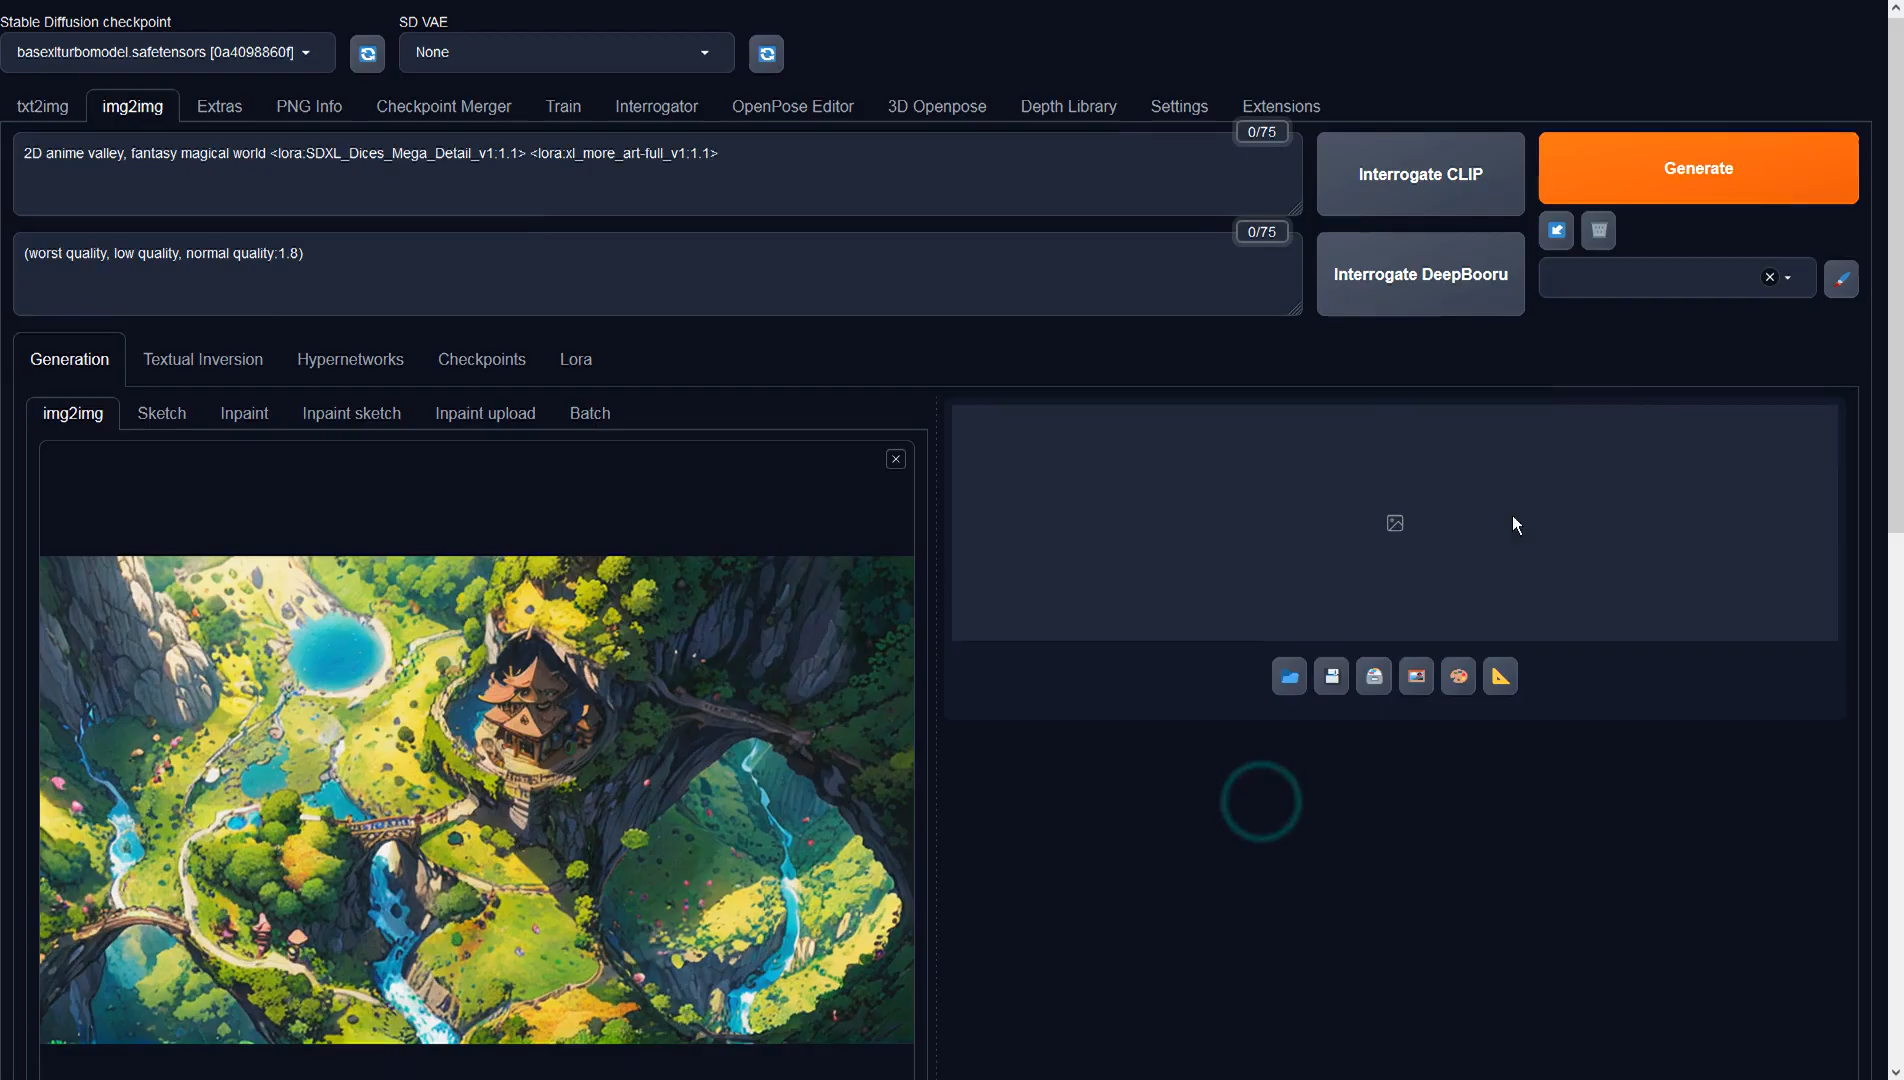 Stable Diffusion checkpoint
SD VAE
basexlturbomodel.safetensors [0a4098860f]
None
txt2img
img2img
Extras
PNG Info
Checkpoint Merger
Train
Interrogator
OpenPose Editor
3D Openpose
Depth Library
Settings
Extensions
0/75
2D anime valley, fantasy magical world <lora:SDXL_Dices_Mega_Detail_v1:1.1> <lora:xl_more_art-full_v1:1.1>
Interrogate CLIP
Generate
0/75
(worst quality, low quality, normal quality:1.8)
Interrogate DeepBooru
Generation
Textual Inversion
Hypernetworks
Checkpoints
Lora
img2img
Sketch
Inpaint
Inpaint sketch
Inpaint upload
Batch